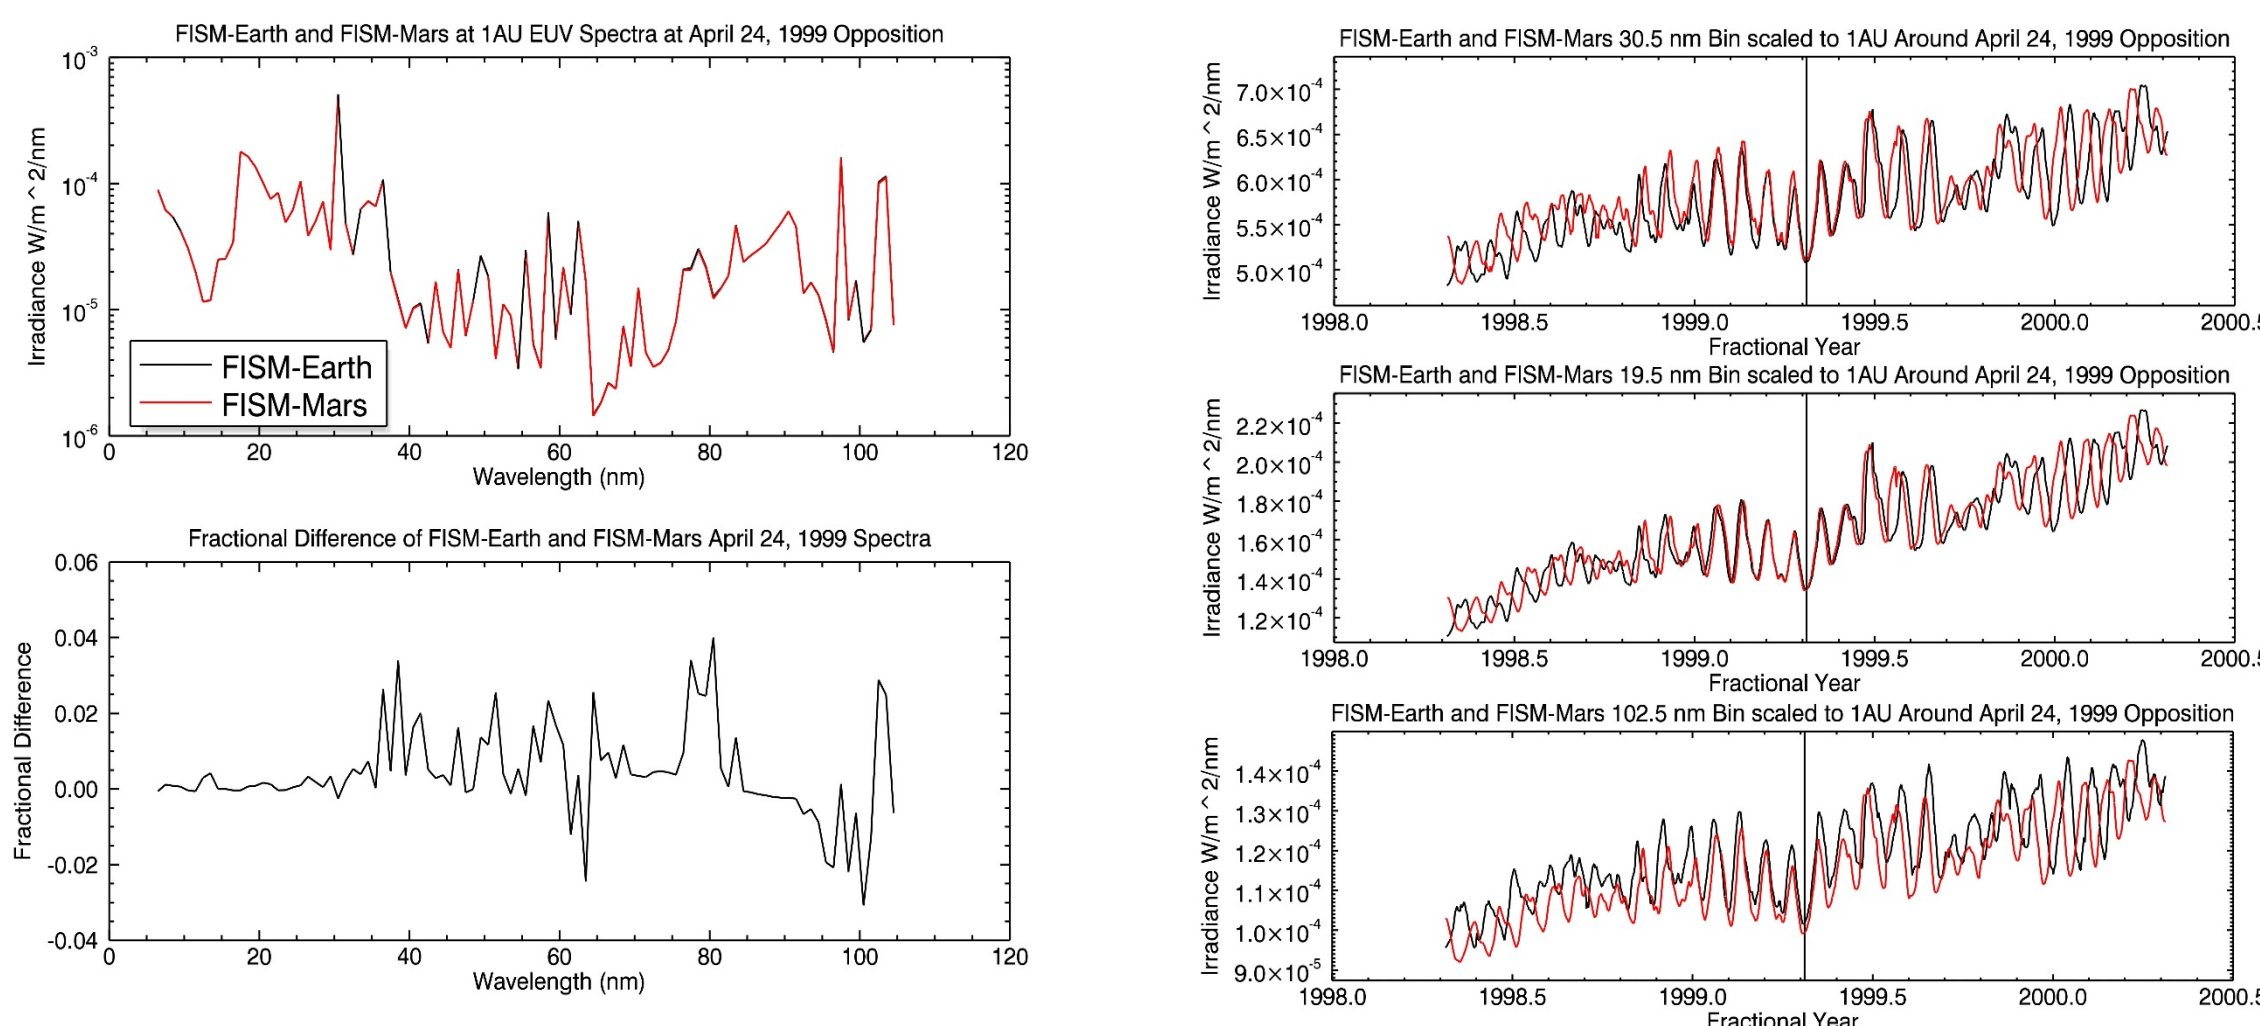 FISM-Earth and FISM-Mars at 1AU EUV Spectra at April 24, 1999 Opposition
10^-3
10^-4
10^-5
10^-6
Irradiance W/m ^ 2/nm
FISM-Earth
FISM-Mars
0 20 40 60 80 100 120
Wavelength (nm)
Fractional Difference of FISM-Earth and FISM-Mars April 24, 1999 Spectra
0.06
0.04
0.02
0.00
-0.02
-0.04
Fractional Difference
0 20 40 60 80 100 120
Wavelength (nm)
FISM-Earth and FISM-Mars 30.5 nm Bin scaled to 1AU Around April 24, 1999 Opposition
7.0×10^-4
6.5×10^-4
6.0×10^-4
5.5×10^-4
5.0×10^-4
Irradiance W/m ^ 2/nm
1998.0 1998.5 1999.0 1999.5 2000.0 2000.5
Fractional Year
FISM-Earth and FISM-Mars 19.5 nm Bin scaled to 1AU Around April 24, 1999 Opposition
2.2×10^-4
2.0×10^-4
1.8×10^-4
1.6×10^-4
1.4×10^-4
1.2×10^-4
Irradiance W/m ^ 2/nm
1998.0 1998.5 1999.0 1999.5 2000.0 2000.5
Fractional Year
FISM-Earth and FISM-Mars 102.5 nm Bin scaled to 1AU Around April 24, 1999 Opposition
1.4×10^-4
1.3×10^-4
1.2×10^-4
1.1×10^-4
1.0×10^-4
9.0×10^-5
Irradiance W/m ^ 2/nm
1998.0 1998.5 1999.0 1999.5 2000.0 2000.5
Fractional Year